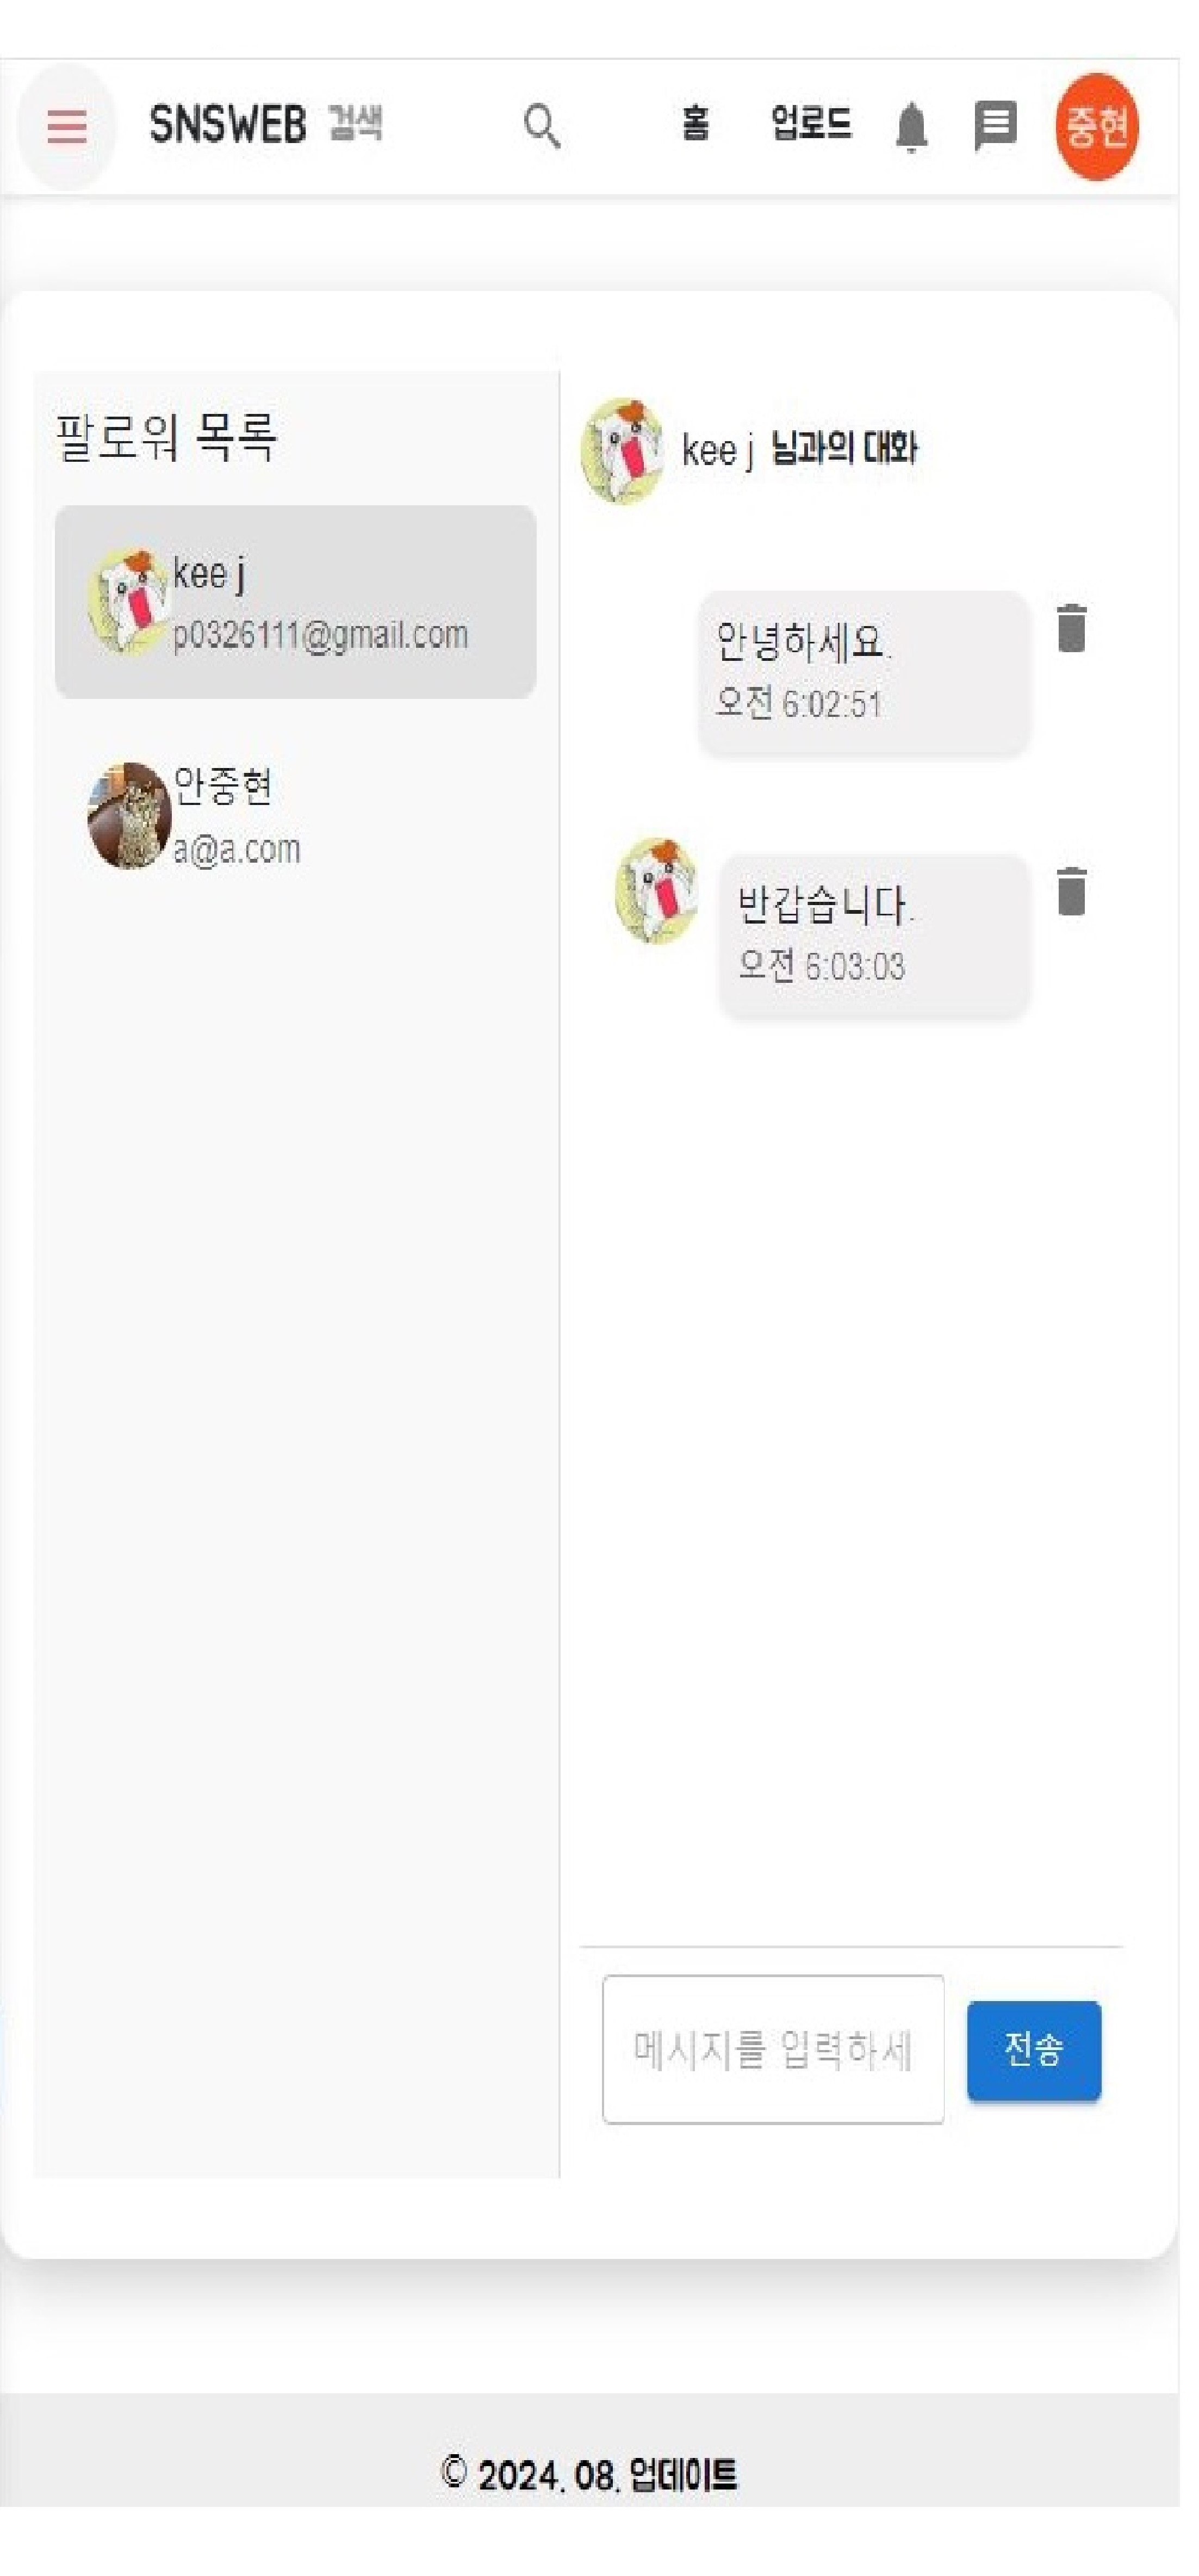 SNSWEB 검색 홈 업로드 중현
팔로워 목록
kee j
p0326111@gmail.com
안중현
a@a.com
kee j 님과의 대화
안녕하세요.
오전 6:02:51
반갑습니다.
오전 6:03:03
메시지를 입력하세
전송
© 2024. 08. 업데이트